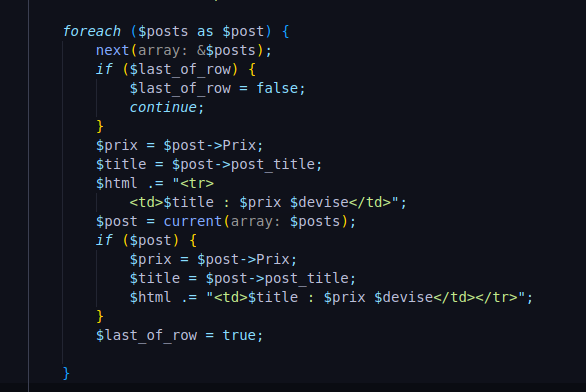 foreach ($posts as $post) {
next(array: &$posts);
if ($last_of_row) {
$last_of_row = false;
continue;
}
$prix = $post->Prix;
$title = $post->post_title;
$html .= "<tr>
<td>$title : $prix $devise</td>";
$post = current(array: $posts);
if ($post) {
$prix = $post->Prix;
$title = $post->post_title;
$html .= "<td>$title : $prix $devise</td></tr>";
}
$last_of_row = true;
}